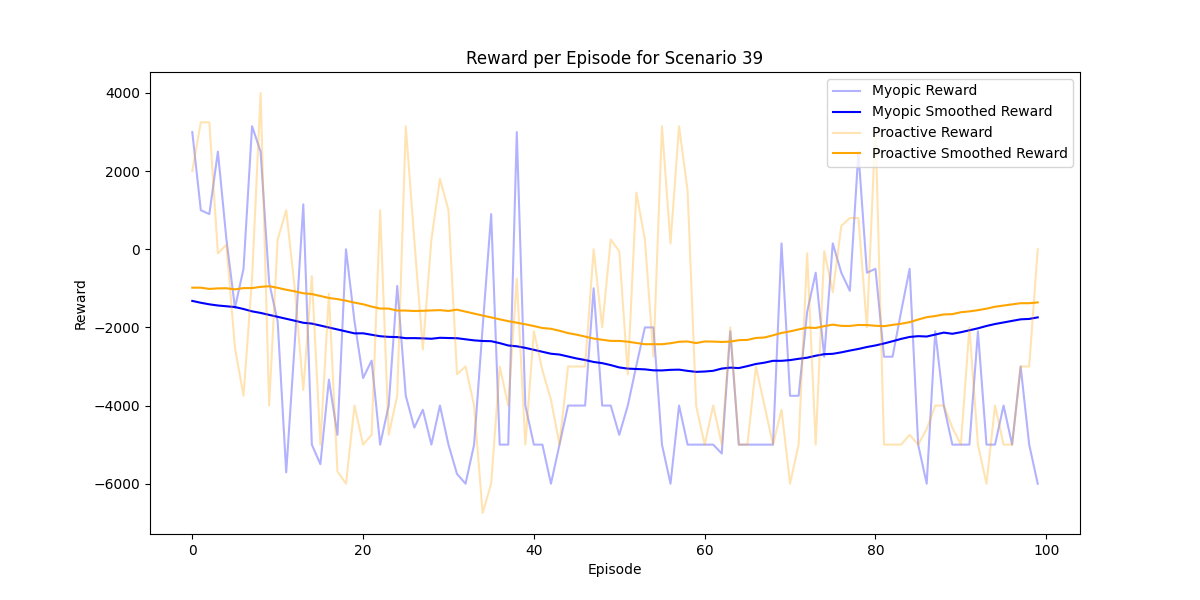 Reward per Episode for Scenario 39
Myopic Reward
Myopic Smoothed Reward
Proactive Reward
Proactive Smoothed Reward
4000
2000
0
−2000
−4000
−6000
Reward
0 20 40 60 80 100
Episode